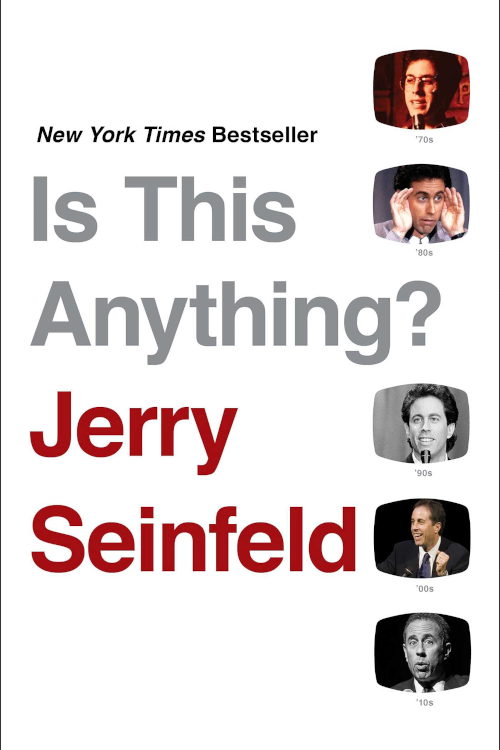 New York Times Bestseller
Is This
Anything?
Jerry
Seinfeld
'70s
'80s
'90s
'00s
'10s